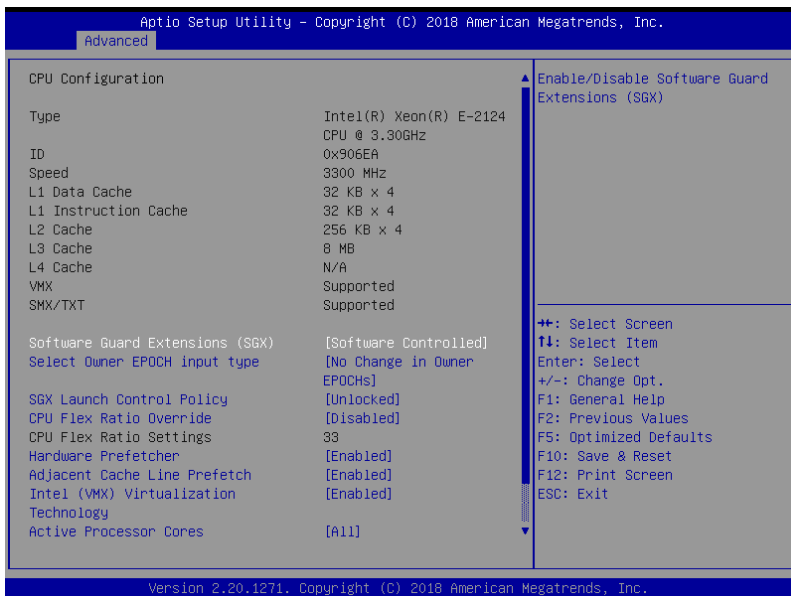 Aptio Setup Utility – Copyright (C) 2018 American Megatrends, Inc.
Advanced
CPU Configuration
Type Intel(R) Xeon(R) E-2124
CPU @ 3.30GHz
ID 0x906EA
Speed 3300 MHz
L1 Data Cache 32 KB x 4
L1 Instruction Cache 32 KB x 4
L2 Cache 256 KB x 4
L3 Cache 8 MB
L4 Cache N/A
VMX Supported
SMX/TXT Supported
Software Guard Extensions (SGX) [Software Controlled]
Select Owner EPOCH input type [No Change in Owner
EPOCHs]
SGX Launch Control Policy [Unlocked]
CPU Flex Ratio Override [Disabled]
CPU Flex Ratio Settings 33
Hardware Prefetcher [Enabled]
Adjacent Cache Line Prefetch [Enabled]
Intel (VMX) Virtualization [Enabled]
Technology
Active Processor Cores [All]
Enable/Disable Software Guard
Extensions (SGX)
→←: Select Screen
↑↓: Select Item
Enter: Select
+/-: Change Opt.
F1: General Help
F2: Previous Values
F5: Optimized Defaults
F10: Save & Reset
F12: Print Screen
ESC: Exit
Version 2.20.1271. Copyright (C) 2018 American Megatrends, Inc.